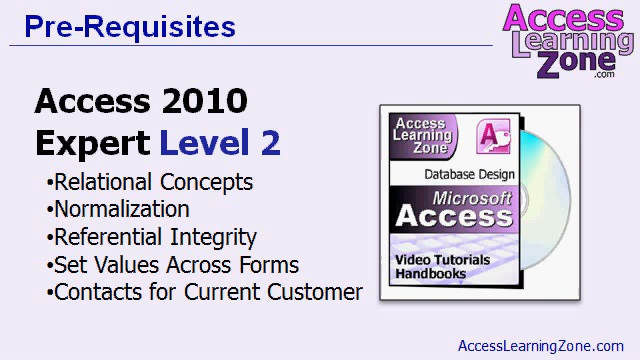 Pre-Requisites
Access
Learning
Zone
.com
Access 2010
Expert Level 2
•Relational Concepts
•Normalization
•Referential Integrity
•Set Values Across Forms
•Contacts for Current Customer
Access
Learning
Zone
A
Database Design
Microsoft
Access
Video Tutorials
Handbooks
AccessLearningZone.com